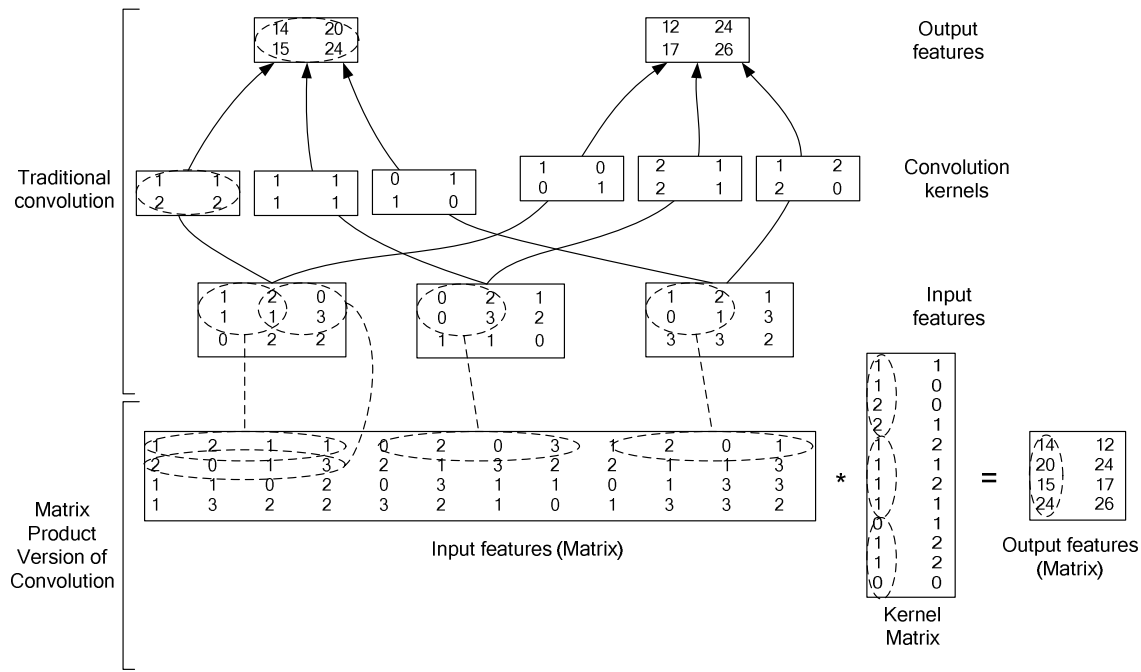 14 20
15 24
12 24
17 26
Output
features
Traditional
convolution
1 1
2 2
1 1
1 1
0 1
1 0
1 0
0 1
2 1
2 1
1 2
2 0
Convolution
kernels
1 2 0
1 1 3
0 2 2
0 2 1
0 3 2
1 1 0
1 2 1
0 1 3
3 3 2
Input
features
Matrix
Product
Version of
Convolution
1 2 1 1 0 2 0 3 1 2 0 1
2 0 1 3 2 1 3 2 2 1 1 3
1 1 0 2 0 3 1 1 0 1 3 3
1 3 2 2 3 2 1 0 1 3 3 2
Input features (Matrix)
*
1 1
1 0
2 0
2 1
1 2
1 1
1 2
1 1
0 1
1 2
1 2
0 0
Kernel
Matrix
=
14 12
20 24
15 17
24 26
Output features
(Matrix)